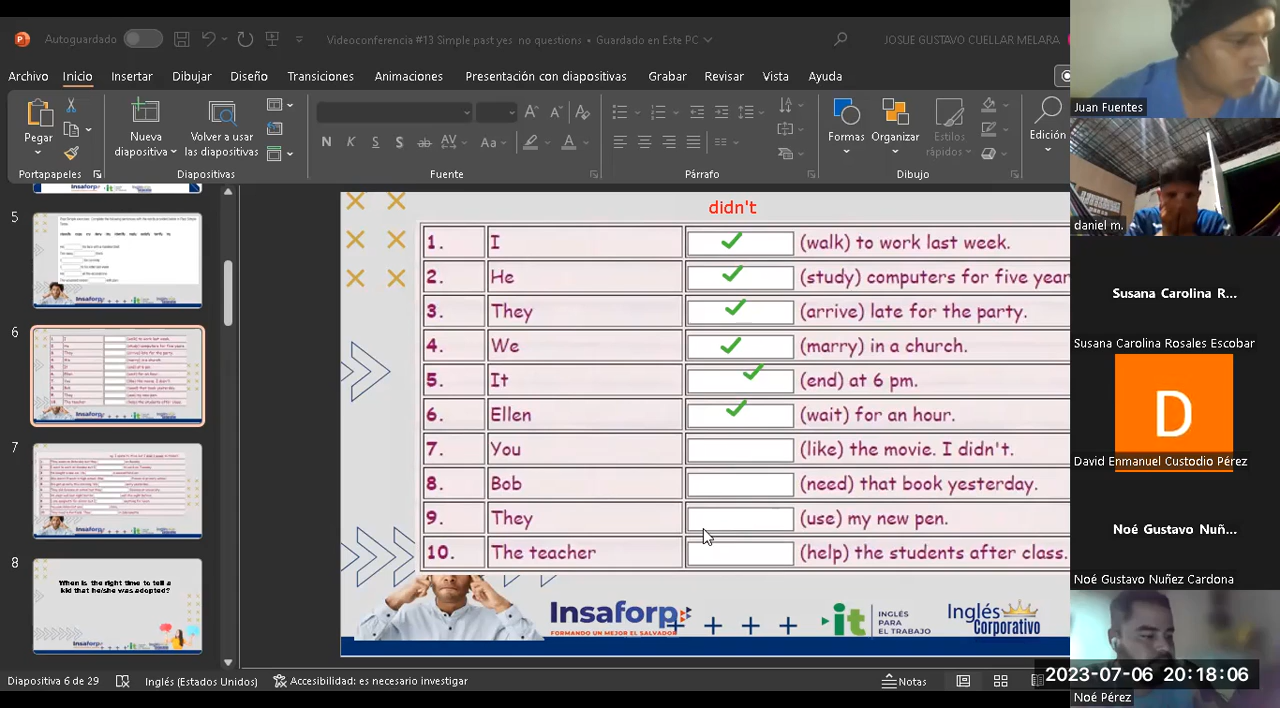 Autoguardado
Videoconferencia #13 Simple past yes no questions • Guardado en Este PC
JOSUE GUSTAVO CUELLAR MELARA
Archivo Inicio Insertar Dibujar Diseño Transiciones Animaciones Presentación con diapositivas Grabar Revisar Vista Ayuda
Pegar
Nueva diapositiva
Volver a usar las diapositivas
Formas
Organizar
Estilos rápidos
Edición
N K S S ab AV Aa A
Portapapeles Diapositivas Fuente Párrafo Dibujo
5
6
7
8
When is the right time to tell a
kid that he/she was adopted?
didn't
1. I (walk) to work last week.
2. He (study) computers for five year
3. They (arrive) late for the party.
4. We (marry) in a church.
5. It (end) at 6 pm.
6. Ellen (wait) for an hour.
7. You (like) the movie. I didn't.
8. Bob (need) that book yesterday.
9. They (use) my new pen.
10. The teacher (help) the students after class.
Insaforp
FORMANDO UN MEJOR EL SALVADOR
it INGLÉS PARA EL TRABAJO
Inglés Corporativo
Diapositiva 6 de 29 Inglés (Estados Unidos) Accesibilidad: es necesario investigar Notas
Juan Fuentes
daniel m.
Susana Carolina R...
Susana Carolina Rosales Escobar
D
David Enmanuel Custodio Pérez
Noé Gustavo Nuñ...
Noé Gustavo Nuñez Cardona
2023-07-06 20:18:06
Noé Pérez